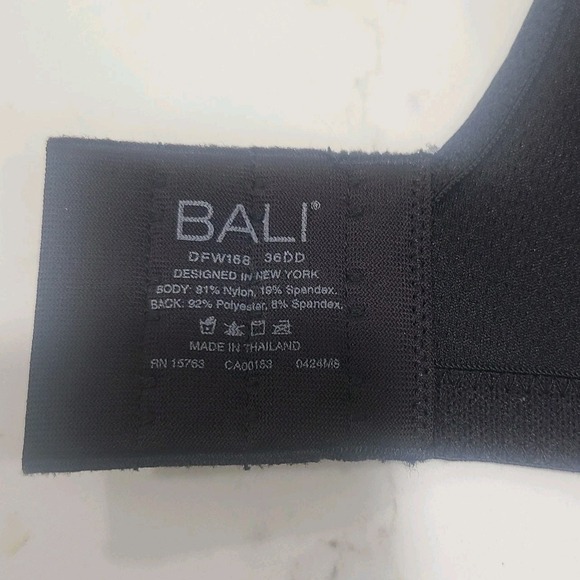 BALI®
DFW168 36DD
DESIGNED IN NEW YORK
BODY: 81% Nylon, 19% Spandex.
BACK: 92% Polyester, 8% Spandex.
MADE IN THAILAND
RN 15763 CA00153 0424M8